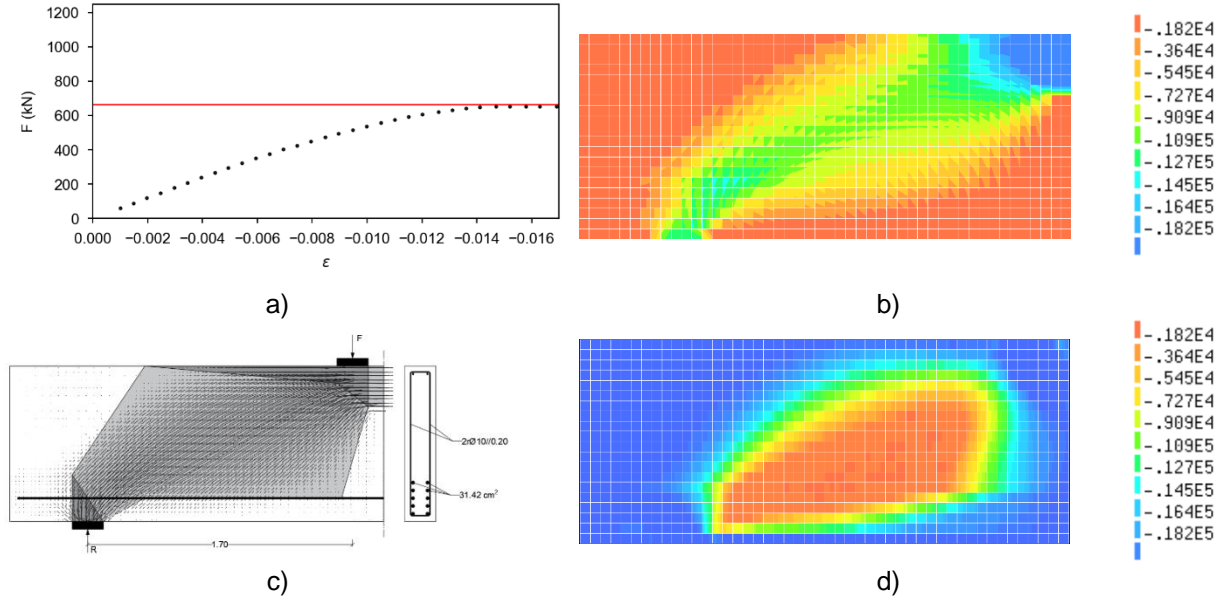 1200
1000
800
600
400
200
0
F (kN)
0.000 −0.002 −0.004 −0.006 −0.008 −0.010 −0.012 −0.014 −0.016
ε
a)
-.182E4
-.364E4
-.545E4
-.727E4
-.909E4
-.109E5
-.127E5
-.145E5
-.164E5
-.182E5
b)
F
2rØ10//0.20
31.42 cm²
1.70
R
c)
-.182E4
-.364E4
-.545E4
-.727E4
-.909E4
-.109E5
-.127E5
-.145E5
-.164E5
-.182E5
d)